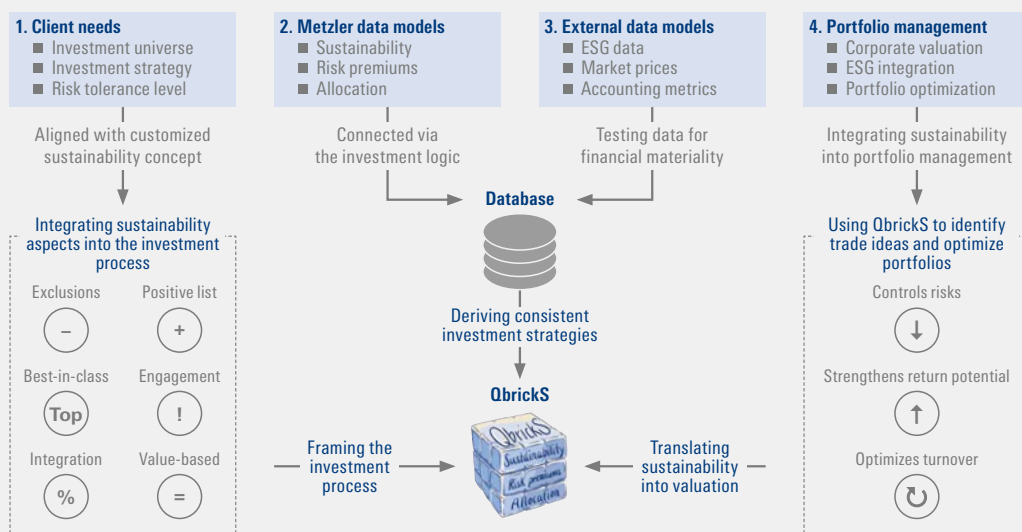 1. Client needs
■ Investment universe
■ Investment strategy
■ Risk tolerance level
Aligned with customized
sustainability concept
Integrating sustainability
aspects into the investment
process
Exclusions
–
Positive list
+
Best-in-class
Top
Engagement
!
Integration
%
Value-based
=
2. Metzler data models
■ Sustainability
■ Risk premiums
■ Allocation
Connected via
the investment logic
3. External data models
■ ESG data
■ Market prices
■ Accounting metrics
Testing data for
financial materiality
Database
Deriving consistent
investment strategies
QbrickS
QbrickS
Sustainability
Risk premiums
Allocation
Framing the
investment
process
Translating
sustainability
into valuation
4. Portfolio management
■ Corporate valuation
■ ESG integration
■ Portfolio optimization
Integrating sustainability
into portfolio management
Using QbrickS to identify
trade ideas and optimize
portfolios
Controls risks
Strengthens return potential
Optimizes turnover